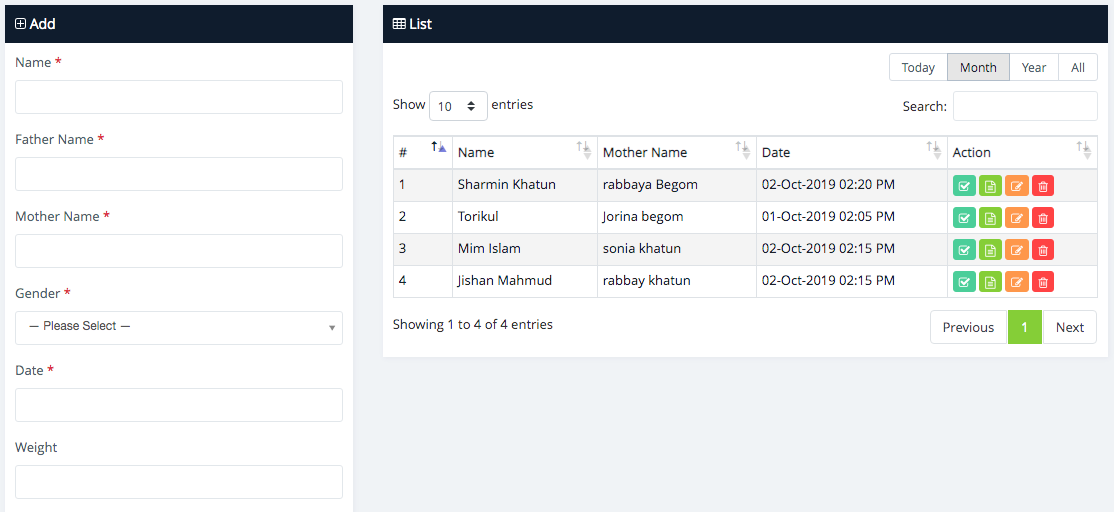 Add
Name *
Father Name *
Mother Name *
Gender *
— Please Select —
Date *
Weight
List
Today Month Year All
Show 10 entries Search:
# Name Mother Name Date Action
1 Sharmin Khatun rabbaya Begom 02-Oct-2019 02:20 PM
2 Torikul Jorina begom 01-Oct-2019 02:05 PM
3 Mim Islam sonia khatun 02-Oct-2019 02:15 PM
4 Jishan Mahmud rabbay khatun 02-Oct-2019 02:15 PM
Showing 1 to 4 of 4 entries Previous 1 Next